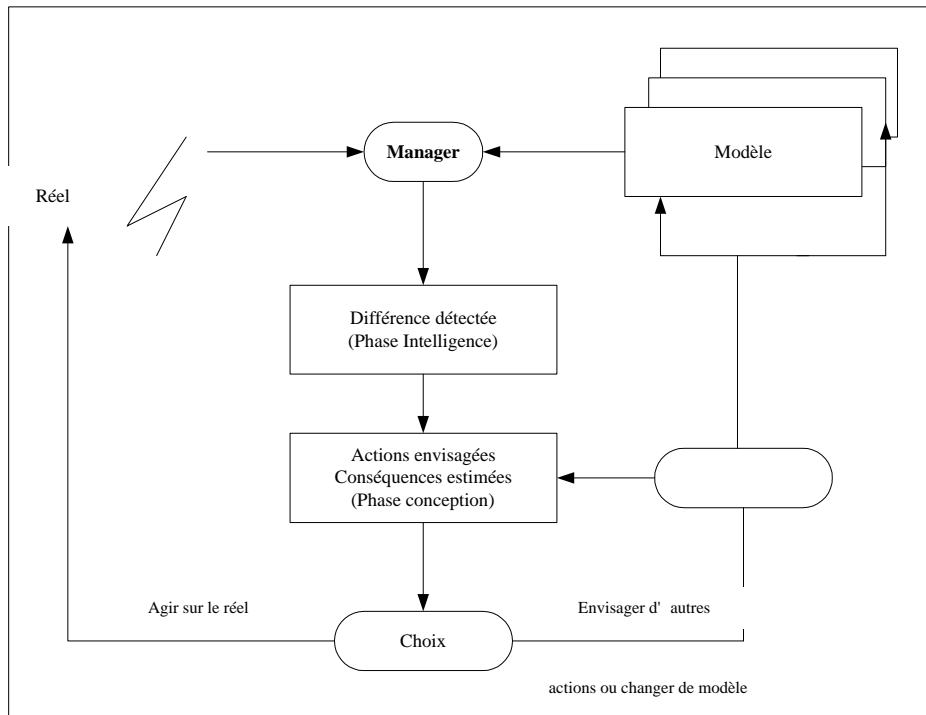 Manager
Modèle
Réel
Différence détectée
(Phase Intelligence)
Actions envisagées
Conséquences estimées
(Phase conception)
Agir sur le réel
Envisager d' autres
Choix
actions ou changer de modèle